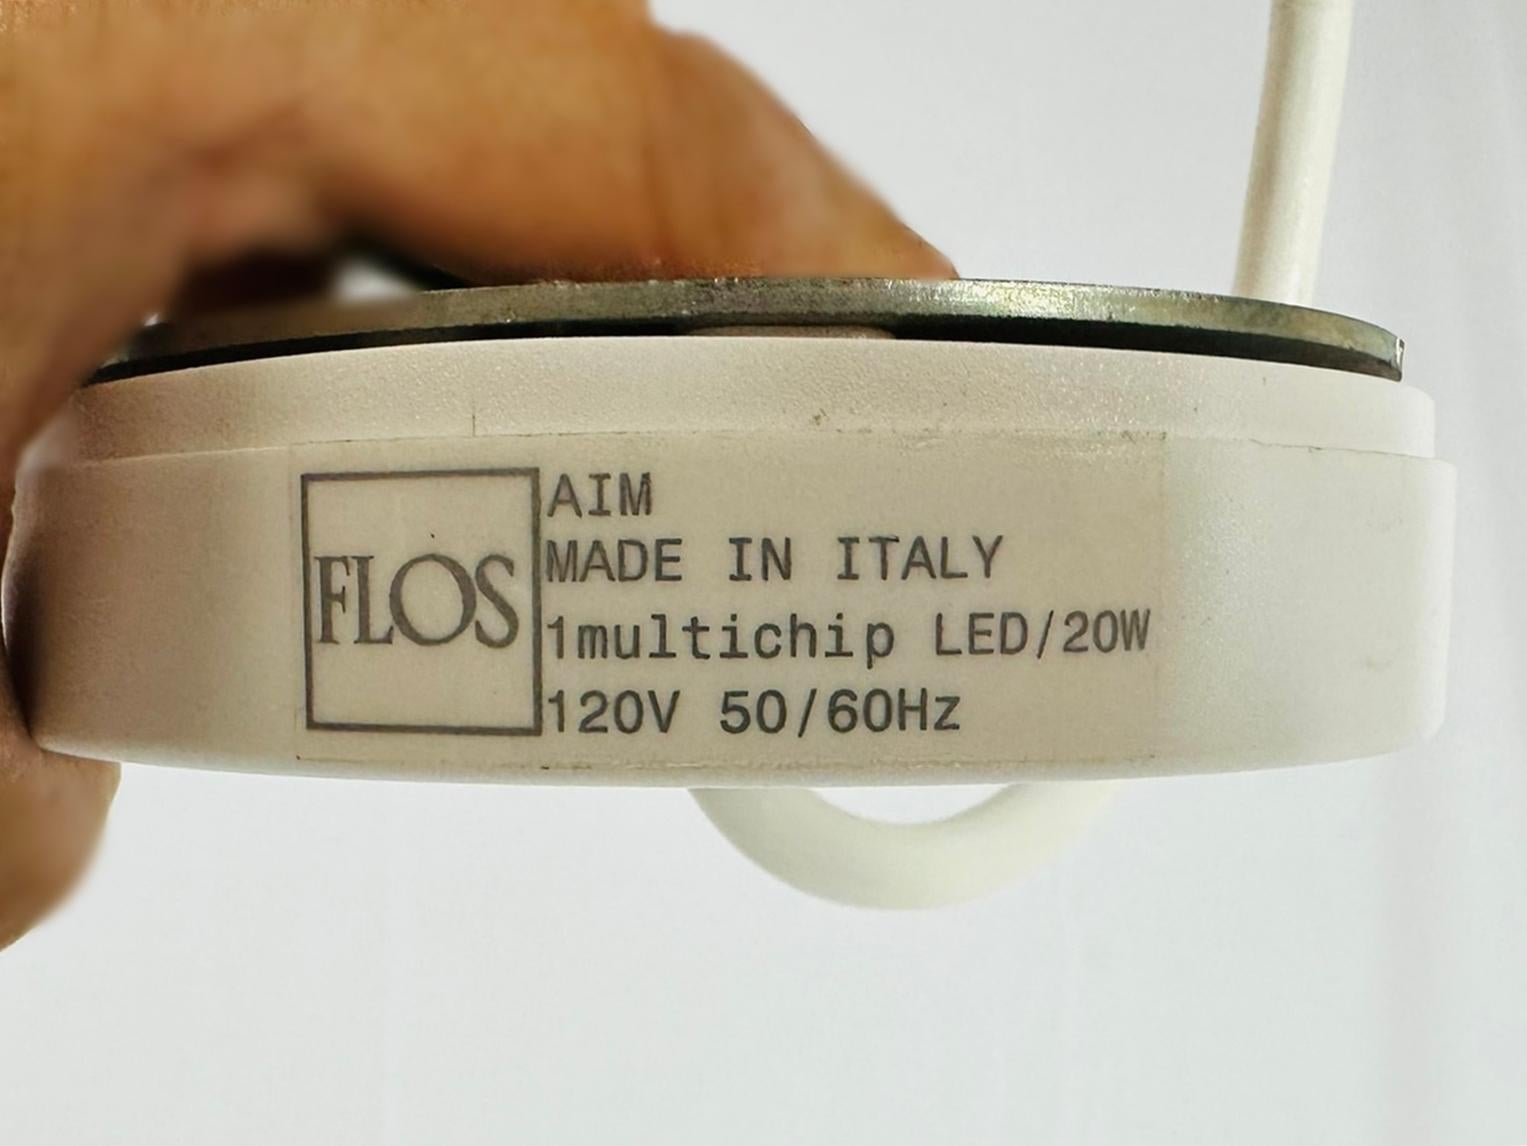 FLOS
AIM
MADE IN ITALY
1multichip LED/20W
120V 50/60Hz